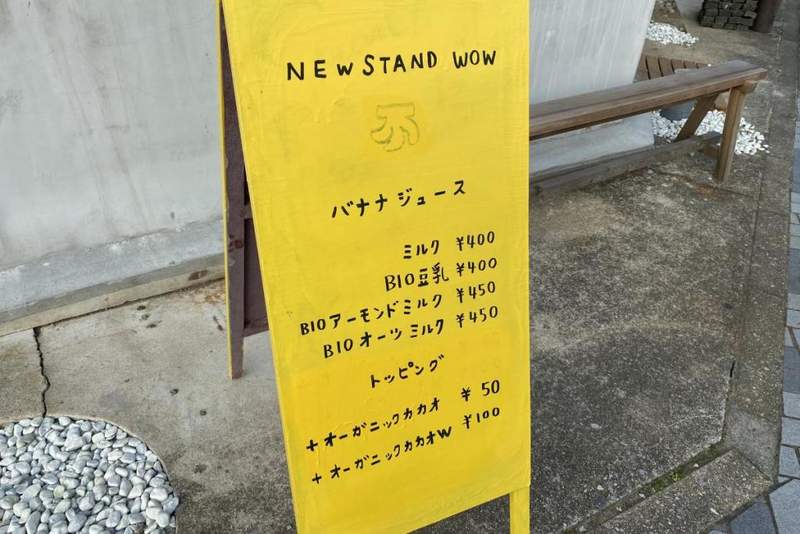 NEW STAND WOW
バナナジュース
ミルク ¥400
BIO豆乳 ¥400
BIOアーモンドミルク ¥450
BIOオーツミルク ¥450
トッピング
+オーガニックカカオ ¥50
+オーガニックカカオW ¥100